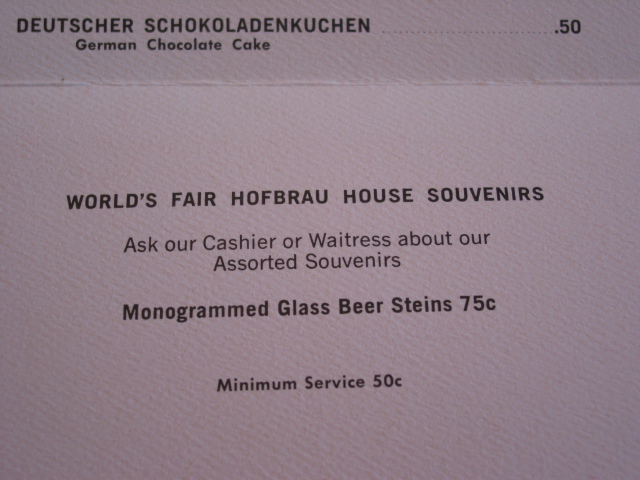 DEUTSCHER SCHOKOLADENKUCHEN .50
German Chocolate Cake
WORLD'S FAIR HOFBRAU HOUSE SOUVENIRS
Ask our Cashier or Waitress about our
Assorted Souvenirs
Monogrammed Glass Beer Steins 75c
Minimum Service 50c